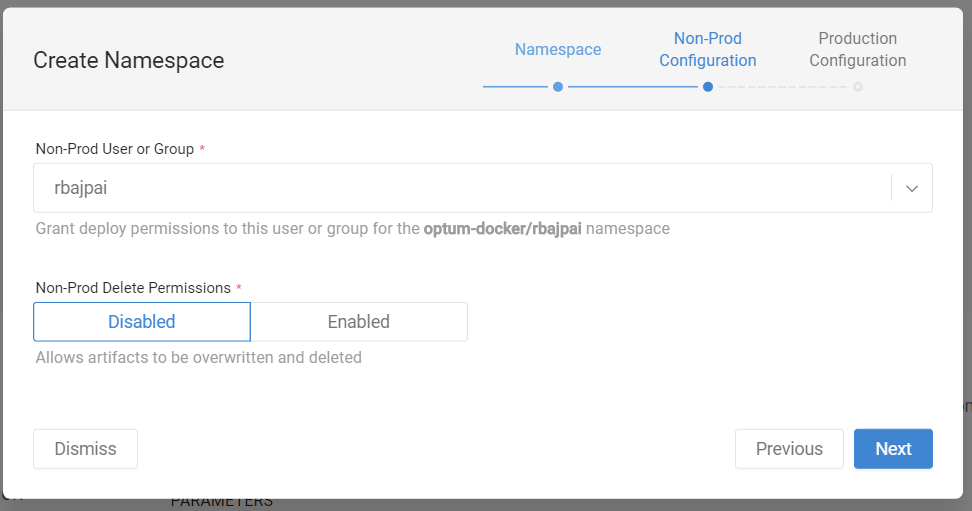 Create Namespace
Namespace
Non-Prod
Configuration
Production
Configuration
Non-Prod User or Group *
rbajpai
Grant deploy permissions to this user or group for the optum-docker/rbajpai namespace
Non-Prod Delete Permissions *
Disabled
Enabled
Allows artifacts to be overwritten and deleted
Dismiss
Previous
Next
PARAMETERS